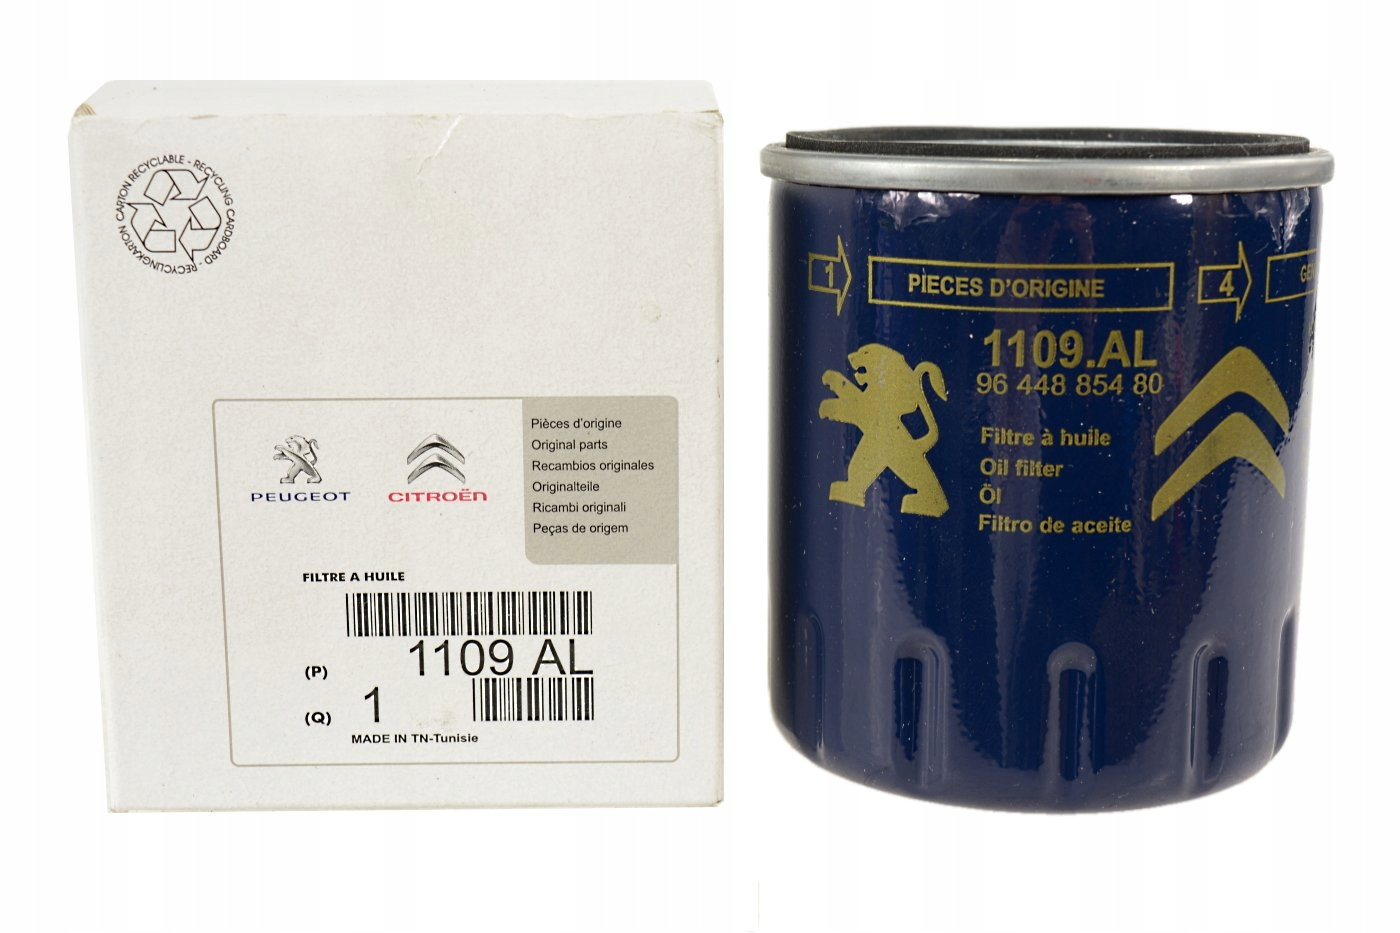 CARTON RECYCLABLE - RECYCLING CARDBOARD - RECYCLINGKARTON
PEUGEOT
CITROËN
Pièces d'origine
Original parts
Recambios originales
Originalteile
Ricambi originali
Peças de origem
FILTRE A HUILE
(P) 1109 AL
(Q) 1
MADE IN TN-Tunisie
1
PIECES D'ORIGINE
4
1109.AL
96 448 854 80
Filtre à huile
Oil filter
Öl
Filtro de aceite